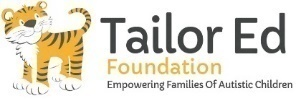 Tailor Ed
Foundation
Empowering Families Of Autistic Children